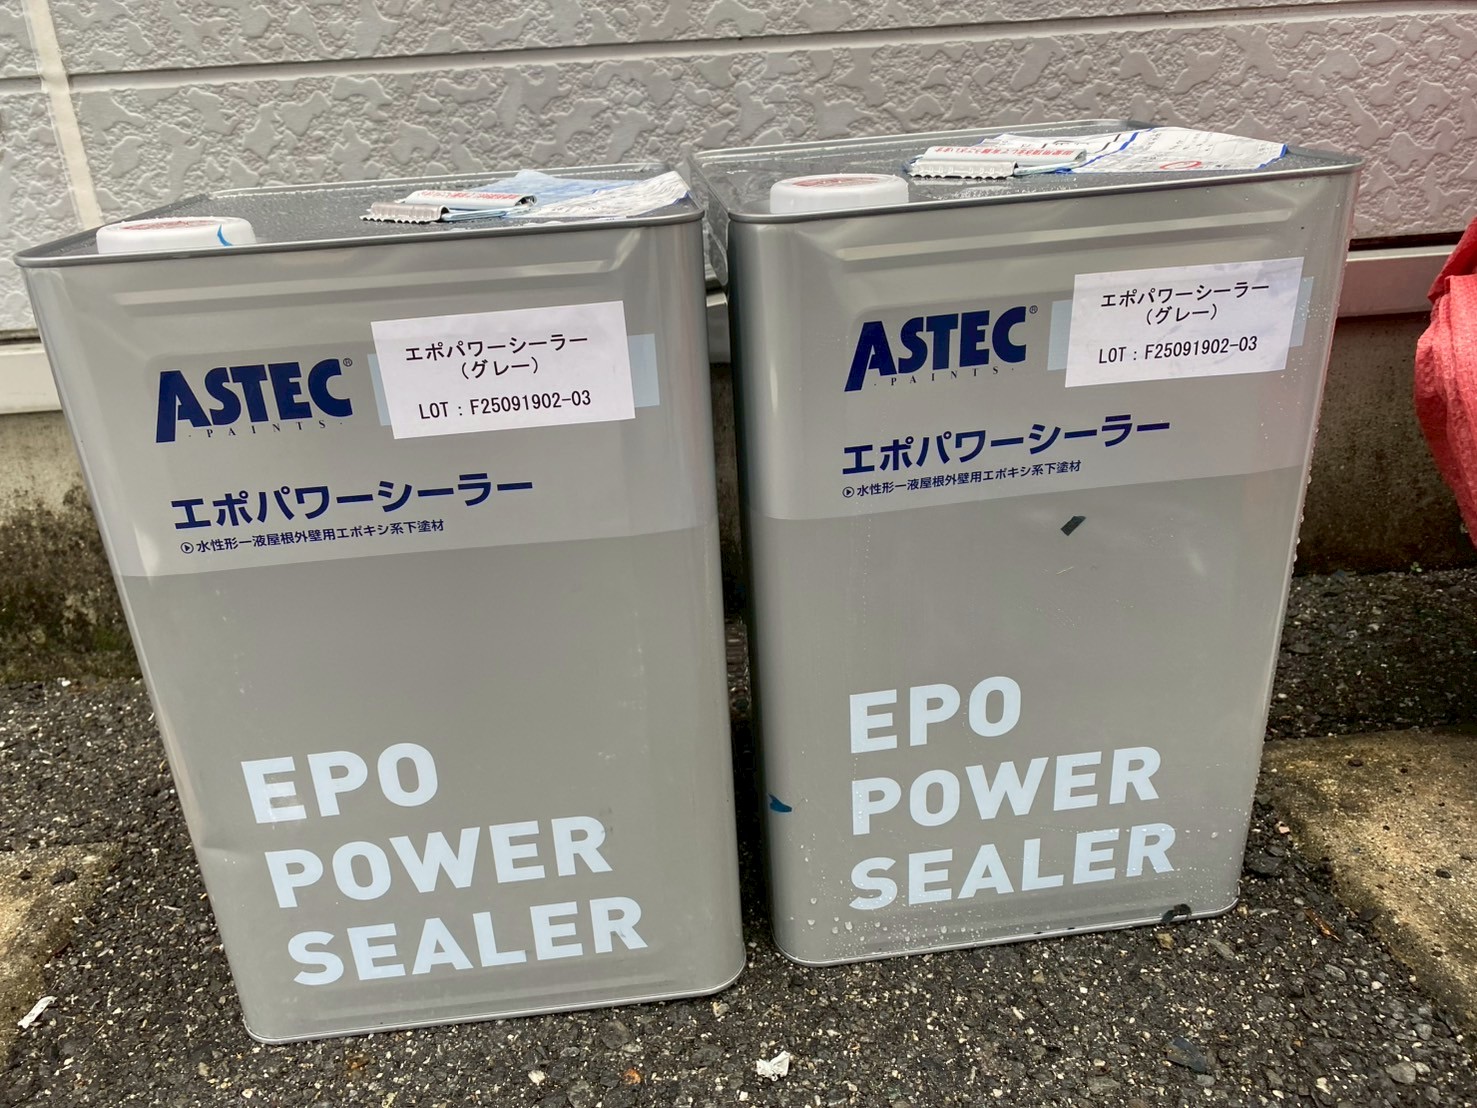 エポパワーシーラー
(グレー)
LOT:F25091902-03
ASTEC®
・PAINTS・
エポパワーシーラー
水性形一液屋根外壁用エポキシ系下塗材
EPO
POWER
SEALER
エポパワーシーラー
(グレー)
LOT:F25091902-03
ASTEC®
・PAINTS・
エポパワーシーラー
水性形一液屋根外壁用エポキシ系下塗材
EPO
POWER
SEALER